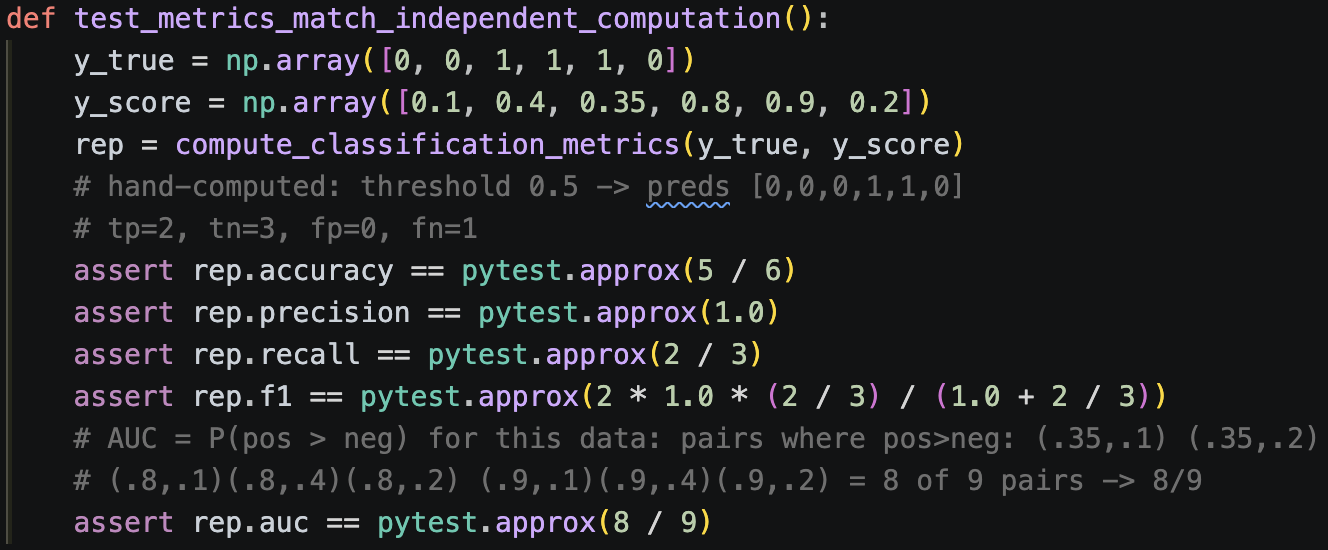 def test_metrics_match_independent_computation():
    y_true = np.array([0, 0, 1, 1, 1, 0])
    y_score = np.array([0.1, 0.4, 0.35, 0.8, 0.9, 0.2])
    rep = compute_classification_metrics(y_true, y_score)
    # hand-computed: threshold 0.5 -> preds [0,0,0,1,1,0]
    # tp=2, tn=3, fp=0, fn=1
    assert rep.accuracy == pytest.approx(5 / 6)
    assert rep.precision == pytest.approx(1.0)
    assert rep.recall == pytest.approx(2 / 3)
    assert rep.f1 == pytest.approx(2 * 1.0 * (2 / 3) / (1.0 + 2 / 3))
    # AUC = P(pos > neg) for this data: pairs where pos>neg: (.35,.1) (.35,.2)
    # (.8,.1)(.8,.4)(.8,.2) (.9,.1)(.9,.4)(.9,.2) = 8 of 9 pairs -> 8/9
    assert rep.auc == pytest.approx(8 / 9)